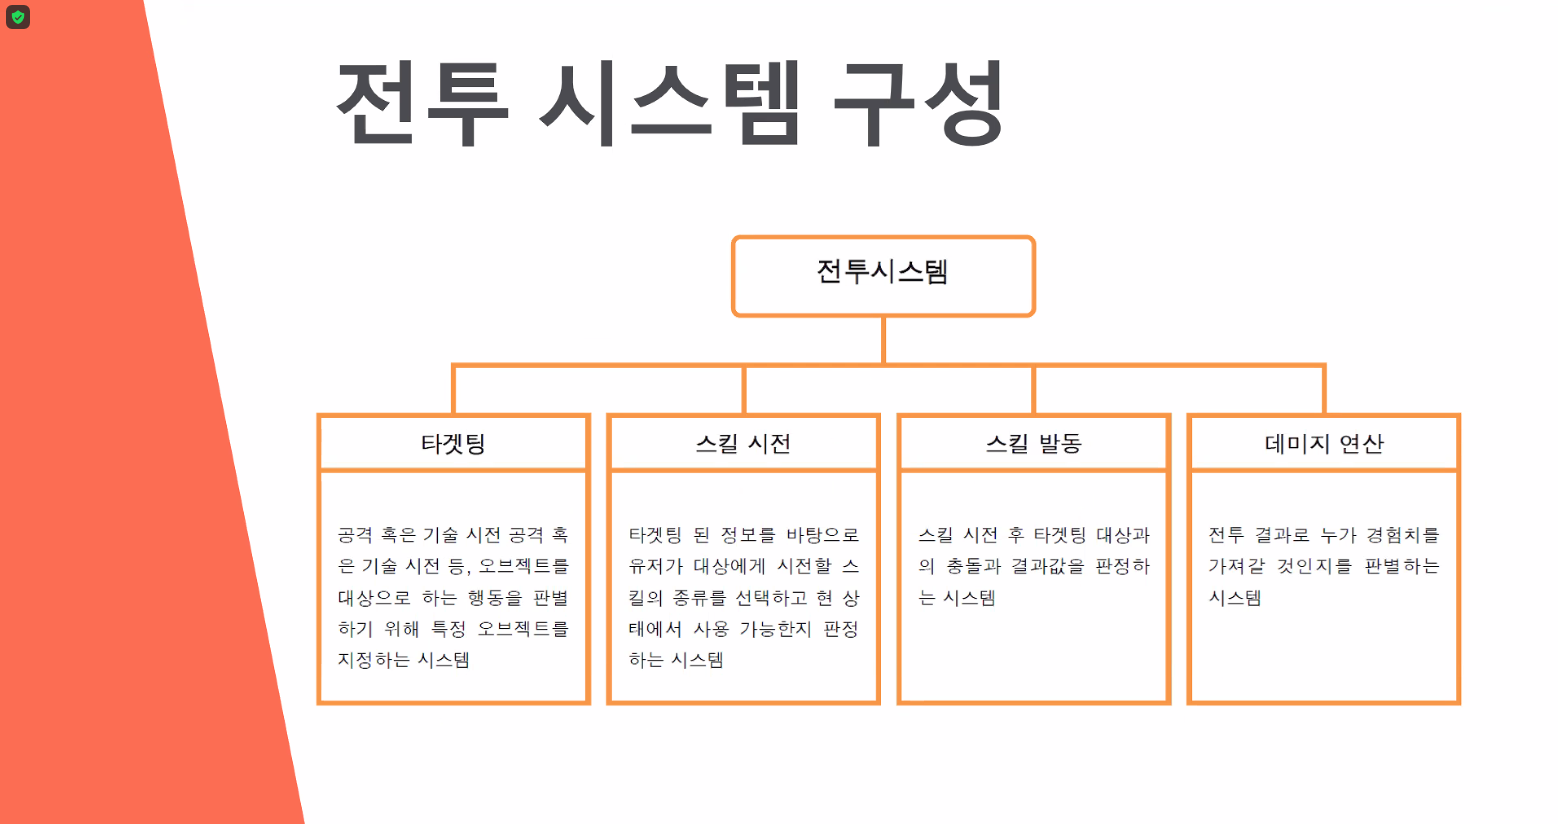 전투 시스템 구성
전투시스템
타겟팅
공격 혹은 기술 시전 공격 혹
은 기술 시전 등, 오브젝트를
대상으로 하는 행동을 판별
하기 위해 특정 오브젝트를
지정하는 시스템
스킬 시전
타겟팅 된 정보를 바탕으로
유저가 대상에게 시전할 스
킬의 종류를 선택하고 현 상
태에서 사용 가능한지 판정
하는 시스템
스킬 발동
스킬 시전 후 타겟팅 대상과
의 충돌과 결과값을 판정하
는 시스템
데미지 연산
전투 결과로 누가 경험치를
가져갈 것인지를 판별하는
시스템